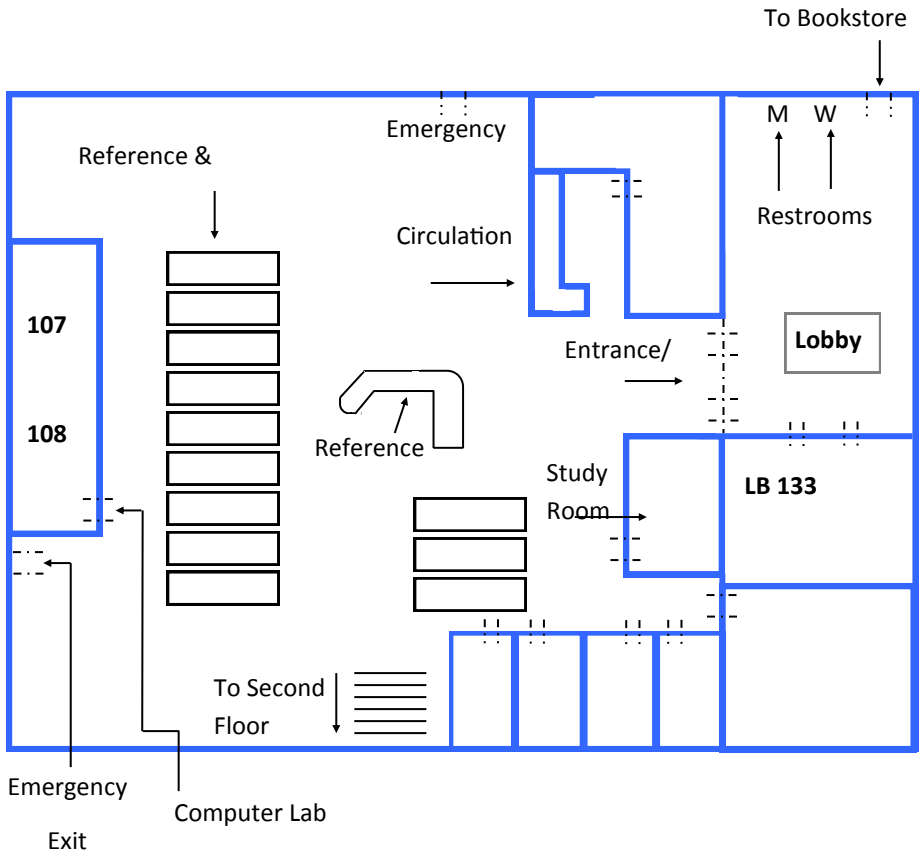 To Bookstore
M W
Emergency
Reference &
Restrooms
Circulation
107
Lobby
Entrance/
108
Reference
Study
Room
LB 133
To Second
Floor
Emergency
Exit
Computer Lab